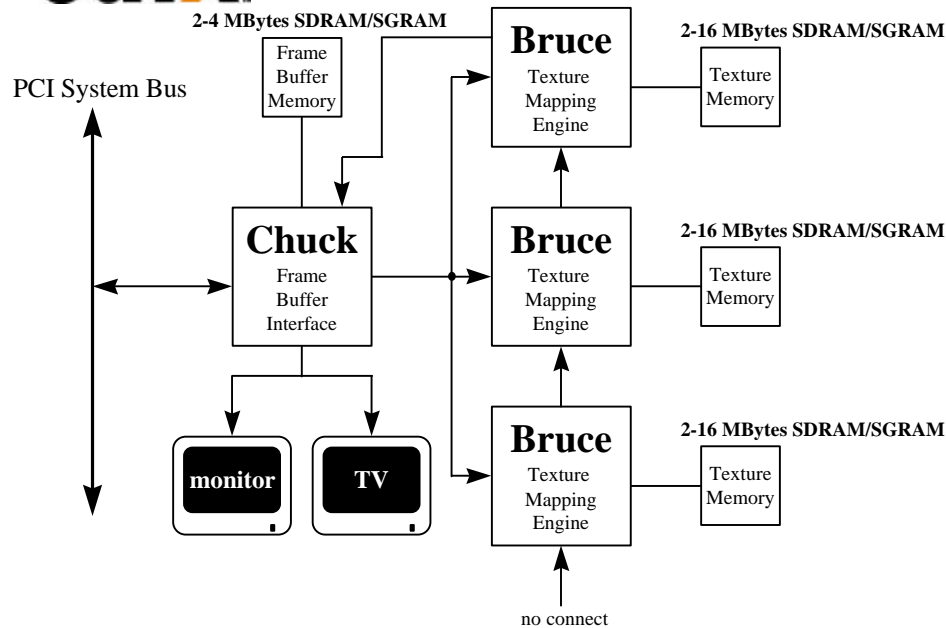 2-4 MBytes SDRAM/SGRAM
Frame
Buffer
Memory
PCI System Bus
Bruce
Texture
Mapping
Engine
2-16 MBytes SDRAM/SGRAM
Texture
Memory
Chuck
Frame
Buffer
Interface
Bruce
Texture
Mapping
Engine
2-16 MBytes SDRAM/SGRAM
Texture
Memory
monitor
TV
Bruce
Texture
Mapping
Engine
2-16 MBytes SDRAM/SGRAM
Texture
Memory
no connect